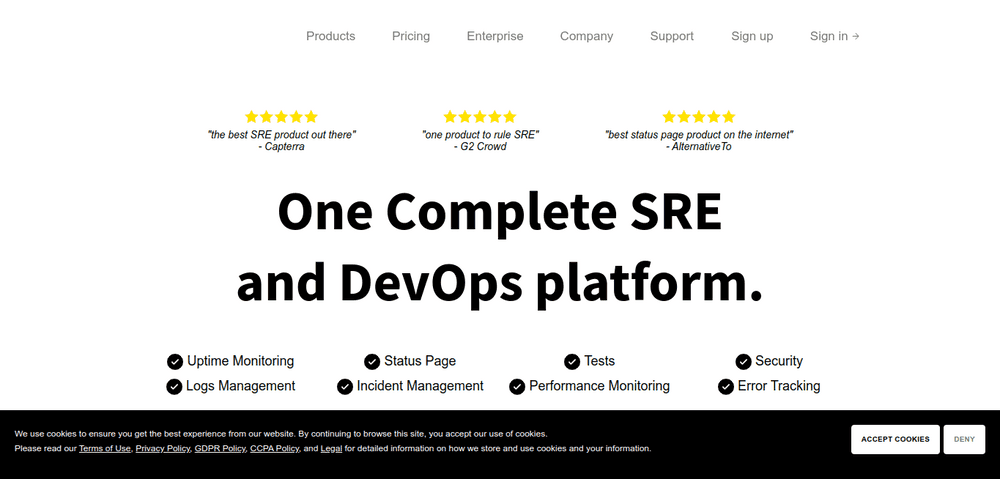 Products Pricing Enterprise Company Support Sign up Sign in →
"the best SRE product out there" "one product to rule SRE" "best status page product on the internet"
- Capterra - G2 Crowd - AlternativeTo
One Complete SRE
and DevOps platform.
Uptime Monitoring Status Page Tests Security
Logs Management Incident Management Performance Monitoring Error Tracking
We use cookies to ensure you get the best experience from our website. By continuing to browse this site, you accept our use of cookies.
Please read our Terms of Use, Privacy Policy, GDPR Policy, CCPA Policy, and Legal for detailed information on how we store and use cookies and your information.
ACCEPT COOKIES DENY